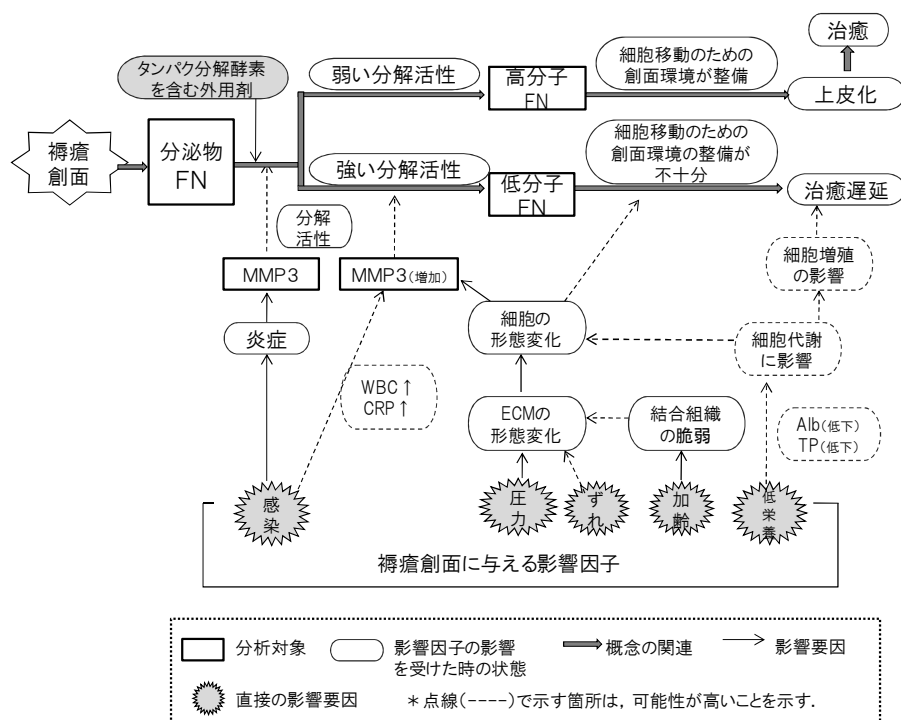 治癒
タンパク分解酵素
を含む外用剤
弱い分解活性
高分子
FN
細胞移動のための
創面環境が整備
上皮化
褥瘡
創面
分泌物
FN
強い分解活性
低分子
FN
細胞移動のための
創面環境の整備が
不十分
治癒遅延
分解
活性
MMP3
MMP3(増加)
細胞増殖
の影響
炎症
細胞の
形態変化
細胞代謝
に影響
WBC↑
CRP↑
ECMの
形態変化
結合組織
の脆弱
Alb(低下)
TP(低下)
感
染
圧
力
ずれ
加
齢
低
栄
養
褥瘡創面に与える影響因子
分析対象
影響因子の影響
を受けた時の状態
概念の関連
影響要因
直接の影響要因
＊点線(----)で示す箇所は，可能性が高いことを示す．